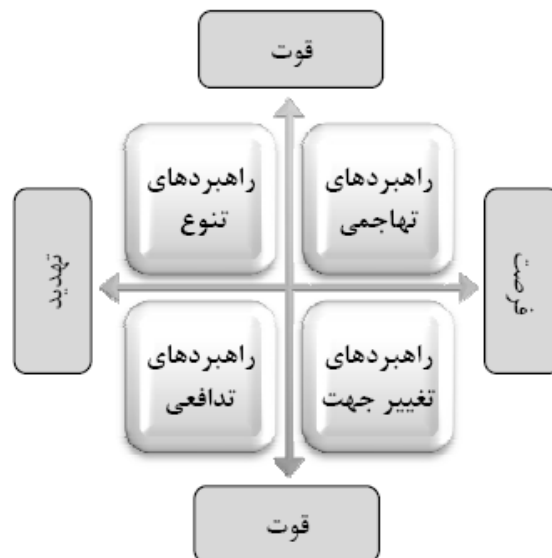 قوت
راهبردهای
تهاجمی
راهبردهای
تنوع
فرصت
تهدید
راهبردهای
تغییر جهت
راهبردهای
تدافعی
قوت